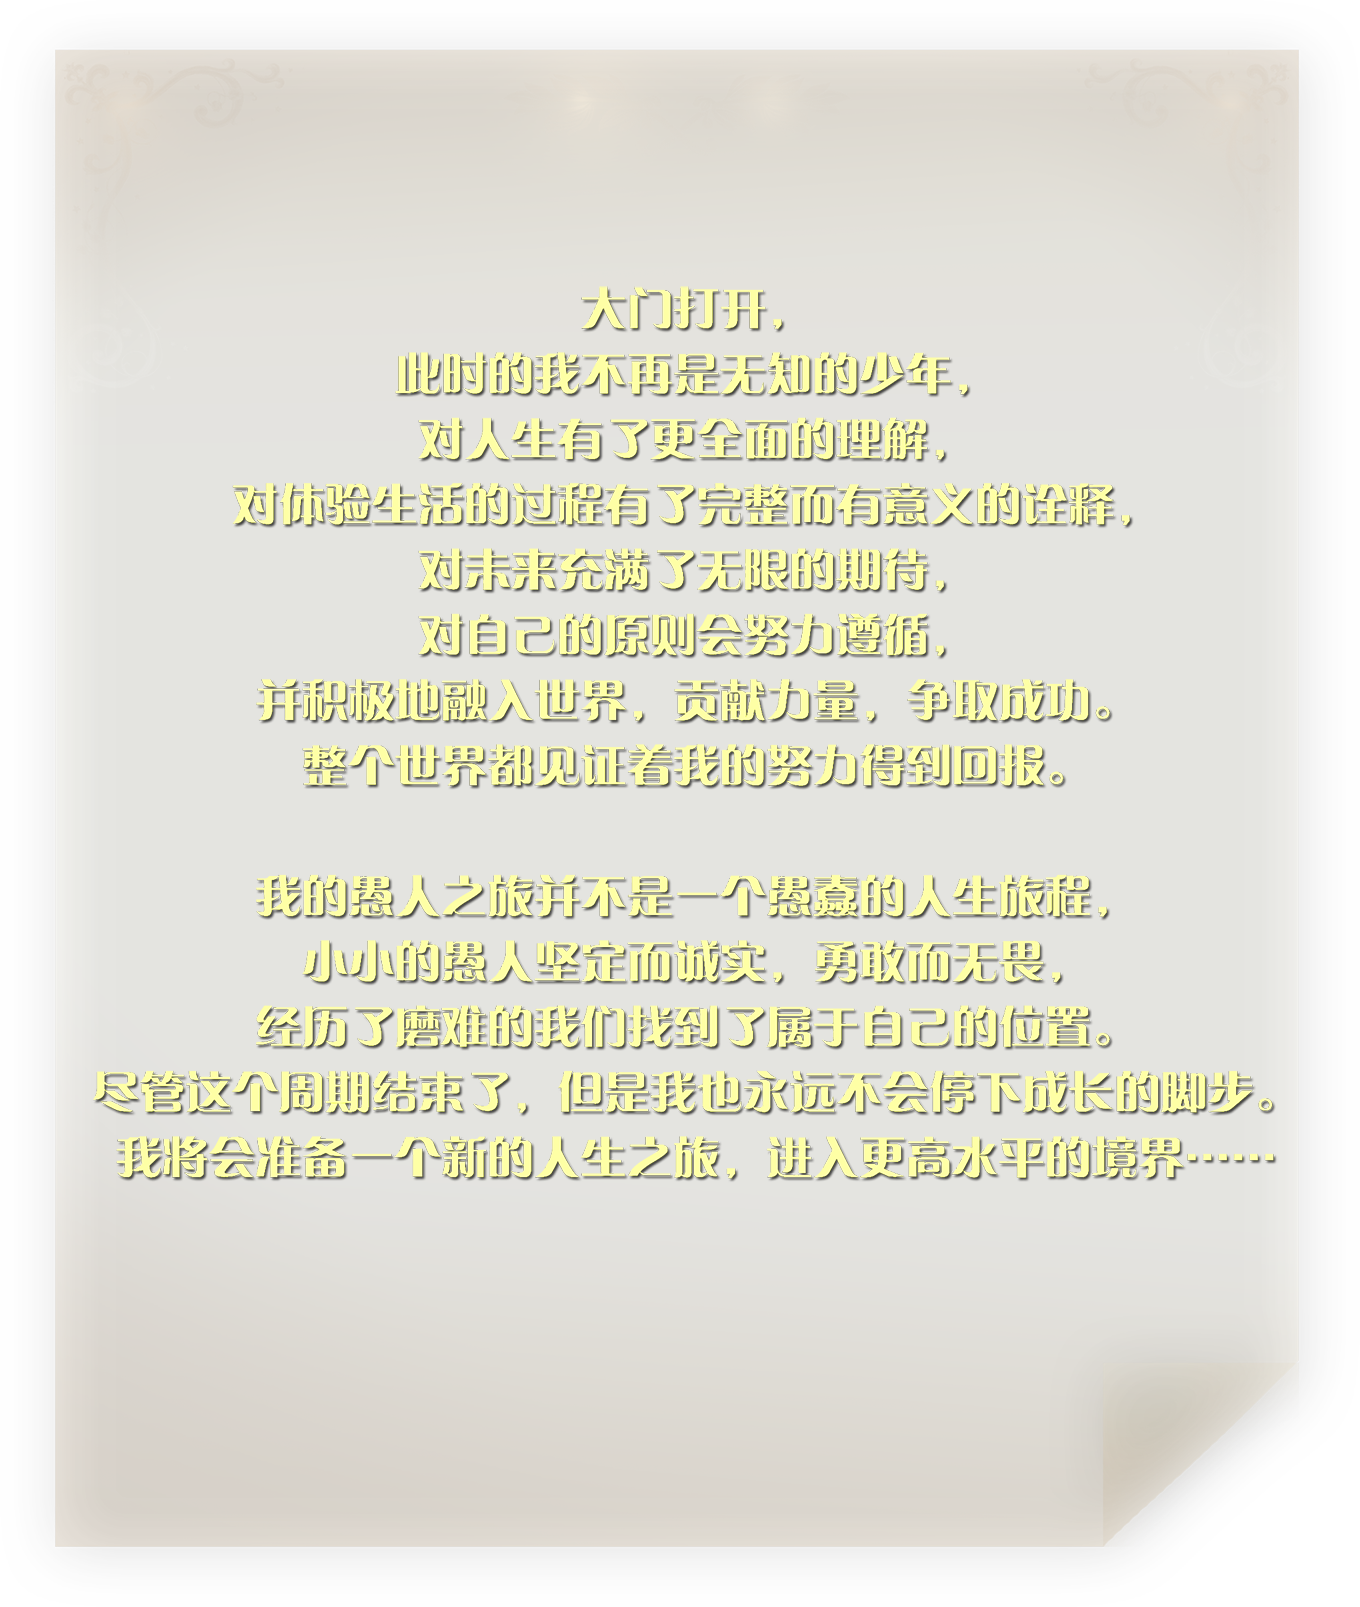 大门打开，
此时的我不再是无知的少年，
对人生有了更全面的理解，
对体验生活的过程有了完整而有意义的诠释，
对未来充满了无限的期待，
对自己的原则会努力遵循，
并积极地融入世界，贡献力量，争取成功。
整个世界都见证着我的努力得到回报。
我的愚人之旅并不是一个愚蠢的人生旅程，
小小的愚人坚定而诚实，勇敢而无畏，
经历了磨难的我们找到了属于自己的位置。
尽管这个周期结束了，但是我也永远不会停下成长的脚步。
我将会准备一个新的人生之旅，进入更高水平的境界……